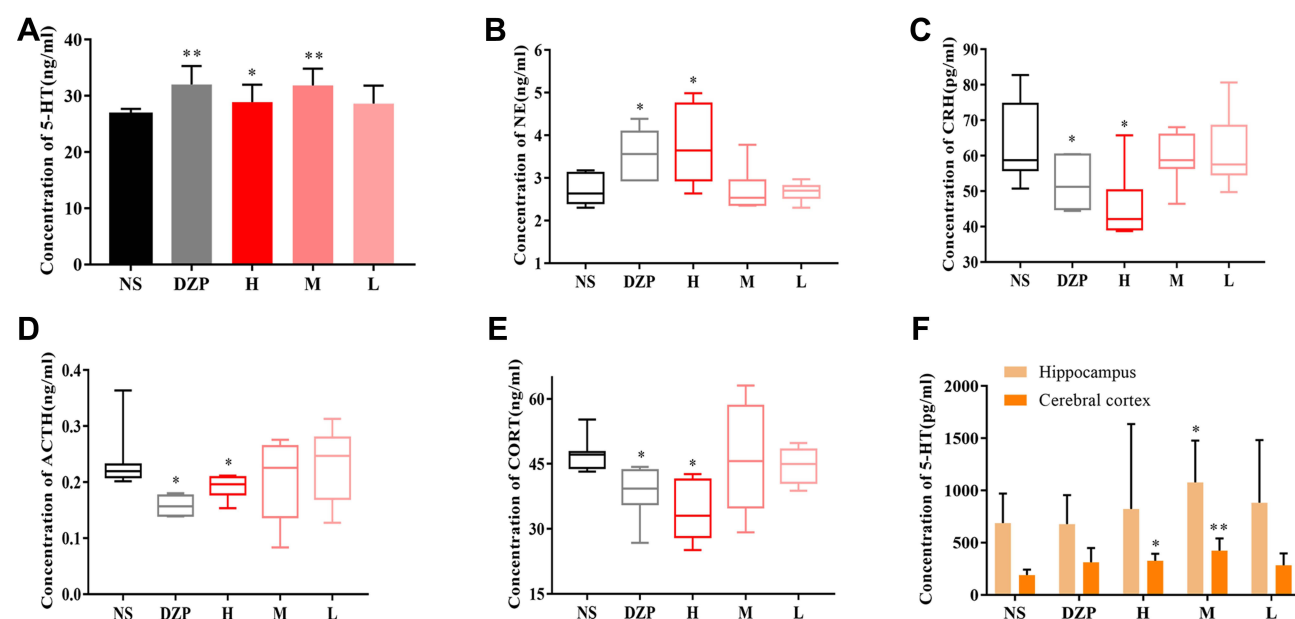 A
Concentration of 5-HT(ng/ml)
40
30
20
10
0
**
*
**
NS DZP H M L
B
Concentration of NE(ng/ml)
6
5
4
3
2
1
*
*
NS DZP H M L
C
Concentration of CRH(pg/ml)
90
80
70
60
50
40
30
*
*
NS DZP H M L
D
Concentration of ACTH(ng/ml)
0.4
0.3
0.2
0.1
0.0
*
*
NS DZP H M L
E
Concentration of CORT(ng/ml)
60
45
30
15
*
*
NS DZP H M L
F
Hippocampus
Cerebral cortex
Concentration of 5-HT(pg/ml)
2000
1500
1000
500
0
*
*
**
NS DZP H M L